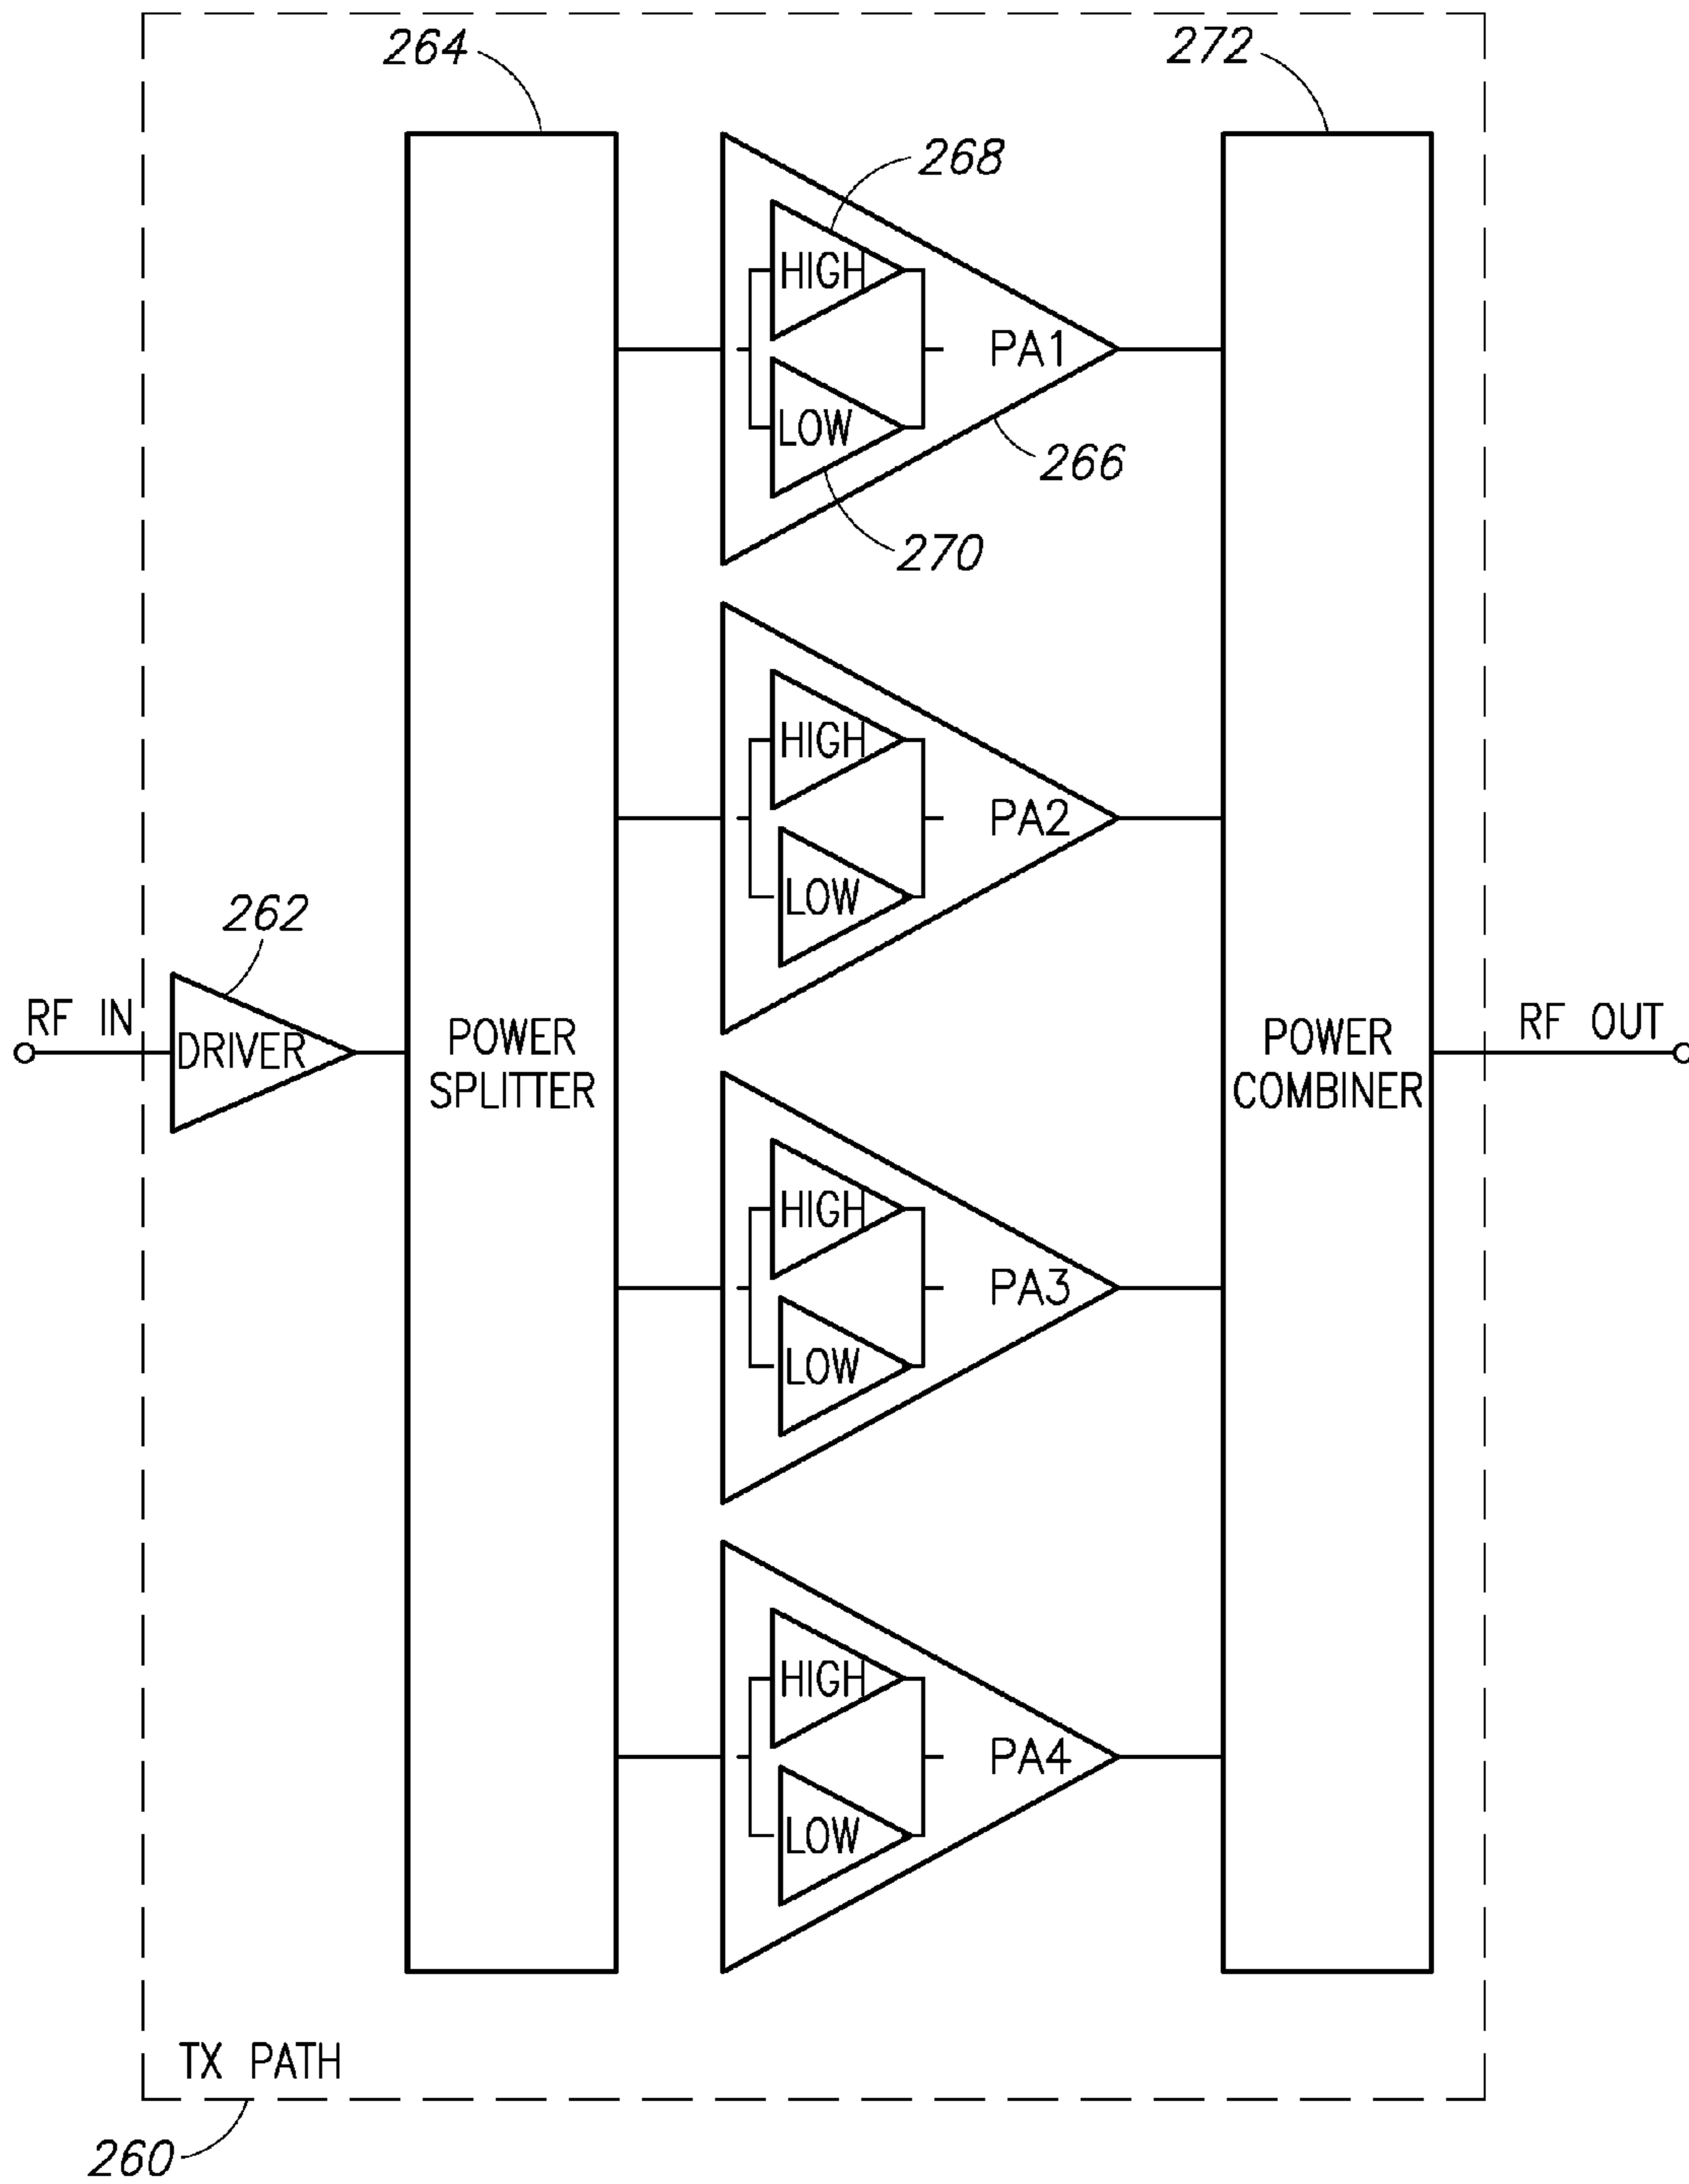 264
272
268
HIGH
PA1
LOW
266
270
HIGH
PA2
LOW
262
RF IN
DRIVER
POWER
SPLITTER
POWER
COMBINER
RF OUT
HIGH
PA3
LOW
HIGH
PA4
LOW
TX PATH
260